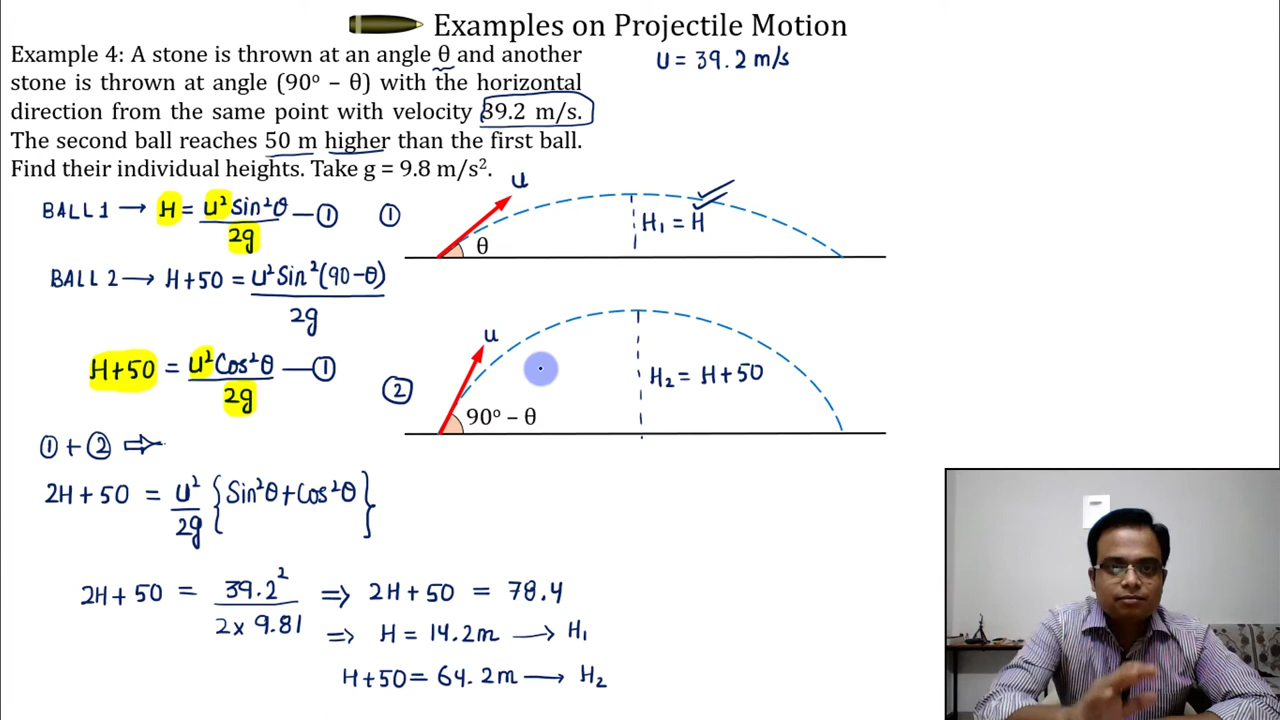 Examples on Projectile Motion
Example 4: A stone is thrown at an angle θ and another
stone is thrown at angle (90° – θ) with the horizontal
direction from the same point with velocity 39.2 m/s.
The second ball reaches 50 m higher than the first ball.
Find their individual heights. Take g = 9.8 m/s².
U = 39.2 m/s
BALL 1 → H = u² Sin²θ / 2g — ①
BALL 2 → H+50 = u² Sin²(90-θ) / 2g
H+50 = u² Cos²θ / 2g — ①
① + ② ⇒
2H + 50 = u²/2g { Sin²θ + Cos²θ }
2H + 50 = 39.2² / 2x 9.81 ⇒ 2H + 50 = 78.4
⇒ H = 14.2m → H₁
H+50 = 64.2m → H₂
①
u
θ
H₁ = H
②
u
90° – θ
H₂ = H+50